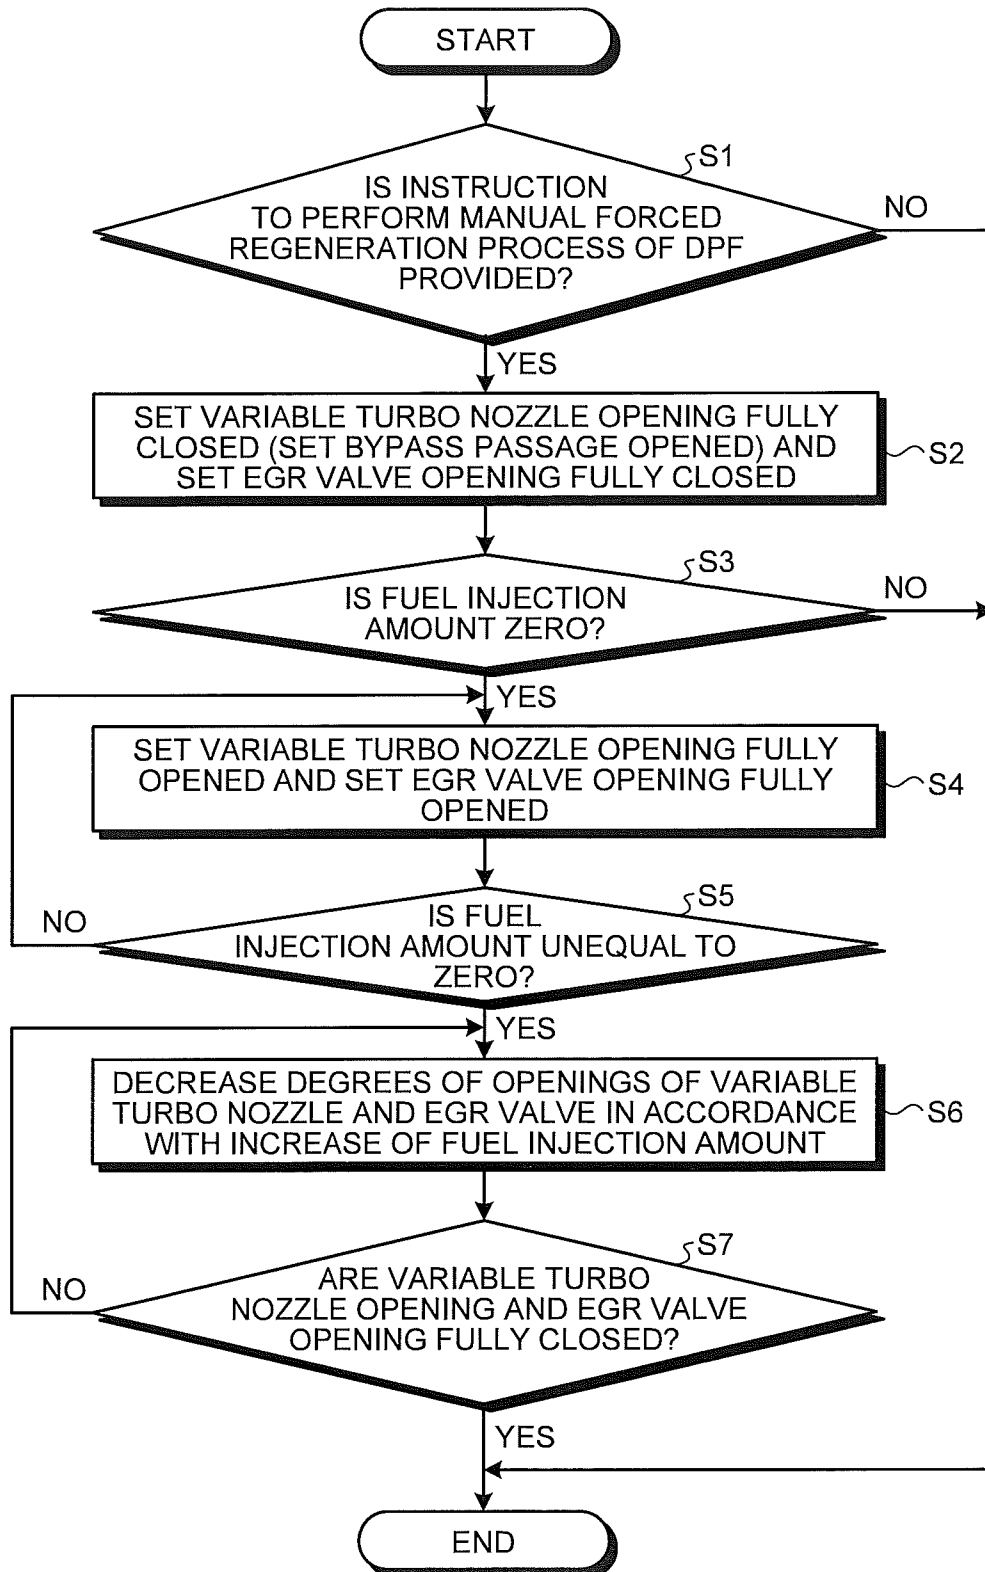 START
S1
IS INSTRUCTION
TO PERFORM MANUAL FORCED
REGENERATION PROCESS OF DPF
PROVIDED?
NO
YES
SET VARIABLE TURBO NOZZLE OPENING FULLY
CLOSED (SET BYPASS PASSAGE OPENED) AND
SET EGR VALVE OPENING FULLY CLOSED
S2
S3
IS FUEL INJECTION
AMOUNT ZERO?
NO
YES
SET VARIABLE TURBO NOZZLE OPENING FULLY
OPENED AND SET EGR VALVE OPENING FULLY
OPENED
S4
S5
IS FUEL
INJECTION AMOUNT UNEQUAL TO
ZERO?
NO
YES
DECREASE DEGREES OF OPENINGS OF VARIABLE
TURBO NOZZLE AND EGR VALVE IN ACCORDANCE
WITH INCREASE OF FUEL INJECTION AMOUNT
S6
S7
ARE VARIABLE TURBO
NOZZLE OPENING AND EGR VALVE
OPENING FULLY CLOSED?
NO
YES
END